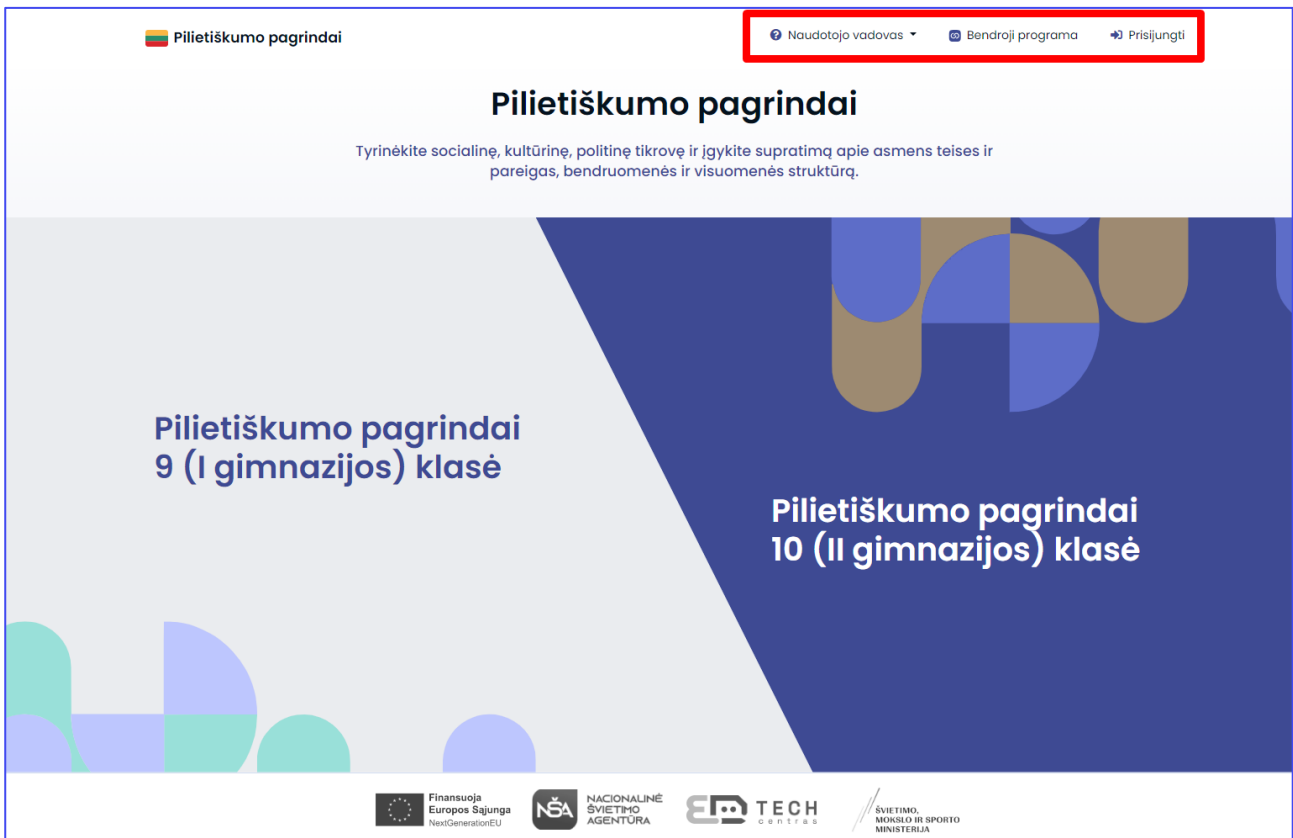 Pilietiškumo pagrindai
Naudotojo vadovas
Bendroji programa
Prisijungti
Pilietiškumo pagrindai
Tyrinėkite socialinę, kultūrinę, politinę tikrovę ir įgykite supratimą apie asmens teises ir
pareigas, bendruomenės ir visuomenės struktūrą.
Pilietiškumo pagrindai
9 (I gimnazijos) klasė
Pilietiškumo pagrindai
10 (II gimnazijos) klasė
Finansuoja
Europos Sąjunga
NextGenerationEU
NŠA
NACIONALINĖ
ŠVIETIMO
AGENTŪRA
ED TECH
centras
ŠVIETIMO,
MOKSLO IR SPORTO
MINISTERIJA